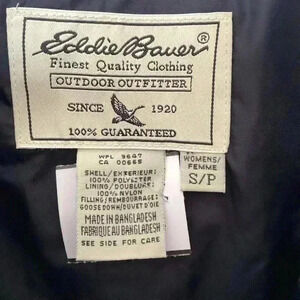 Eddie Bauer®
Finest Quality Clothing
OUTDOOR OUTFITTER
SINCE 1920
100% GUARANTEED
WOMENS/
FEMME
S/P
WPL 3647
CA 00668
SHELL/EXTERIEUR:
100% POLYESTER
LINING/DOUBLURE:
100% NYLON
FILLING/REMBOURRAGE:
GOOSE DOWN/DUVET D'OIE
MADE IN BANGLADESH
FABRIQUE AU BANGLADESH
SEE SIDE FOR CARE